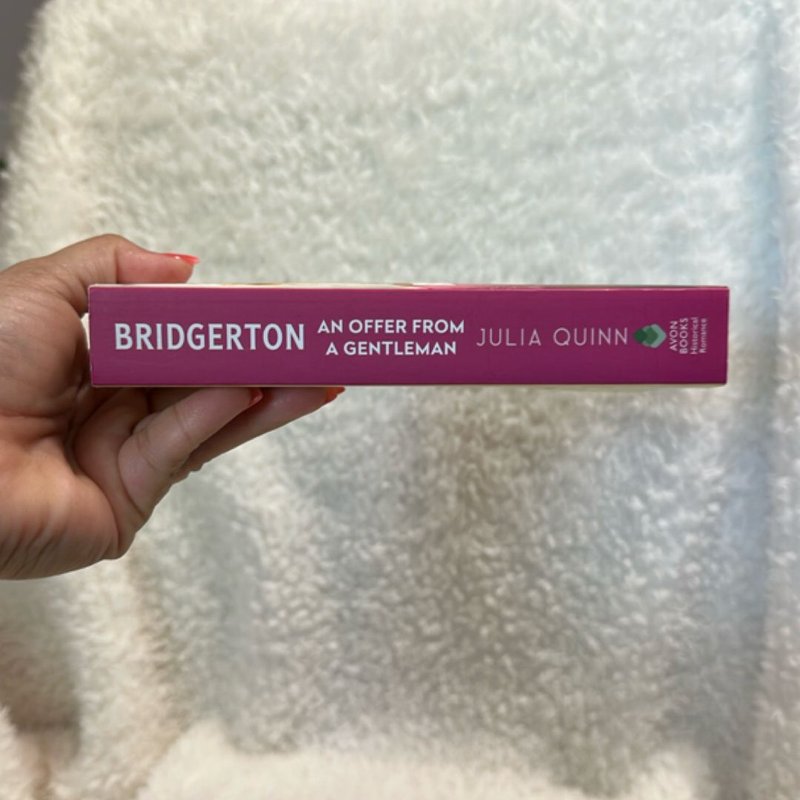 BRIDGERTON
AN OFFER FROM
A GENTLEMAN
JULIA QUINN
AVON
BOOKS
Historical
Romance